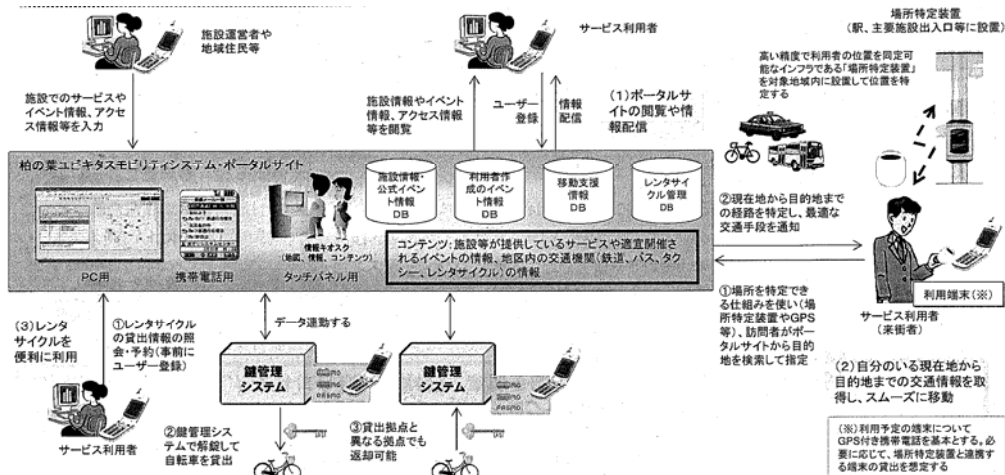 施設運営者や
地域住民等
サービス利用者
場所特定装置
(駅、主要施設出入口等に設置)
高い精度で利用者の位置を同定可
能なインフラである「場所特定装置」
を対象地域内に設置して位置を特
定する
施設でのサービスや
イベント情報、アクセス
情報等を入力
施設情報やイベント
情報、アクセス情報
等を閲覧
ユーザー
登録
情報
配信
(1)ポータルサ
イトの閲覧や情
報配信
柏の葉ユビキタスモビリティシステム・ポータルサイト
PC用
携帯電話用
情報キオスク
(地図、情報、コンテンツ)
タッチパネル用
施設情報・
公式イベン
ト情報
DB
利用者作
成のイベン
ト情報
DB
移動支援
情報
DB
レンタサイ
クル管理
DB
コンテンツ:施設等が提供しているサービスや適宜開催さ
れるイベントの情報、地区内の交通機関(鉄道、バス、タク
シー、レンタサイクル)の情報
②現在地から目的地まで
の経路を特定し、最適な
交通手段を通知
①場所を特定でき
る仕組みを使い(場
所特定装置やGPS
等)、訪問者がポー
タルサイトから目的
地を検索して指定
利用端末(※)
サービス利用者
(来街者)
(2)自分のいる現在地から
目的地までの交通情報を取
得し、スムーズに移動
(※)利用予定の端末について
GPS付き携帯電話を基本とする。必
要に応じて、場所特定装置と連携す
る端末の貸出を想定する
(3)レンタ
サイクルを
便利に利用
①レンタサイクル
の貸出情報の照
会・予約(事前に
ユーザー登録)
サービス利用者
データ連動する
鍵管理
システム
PASMO
鍵管理
システム
PASMO
②鍵管理シス
テムで解錠して
自転車を貸出
③貸出拠点と
異なる拠点でも
返却可能